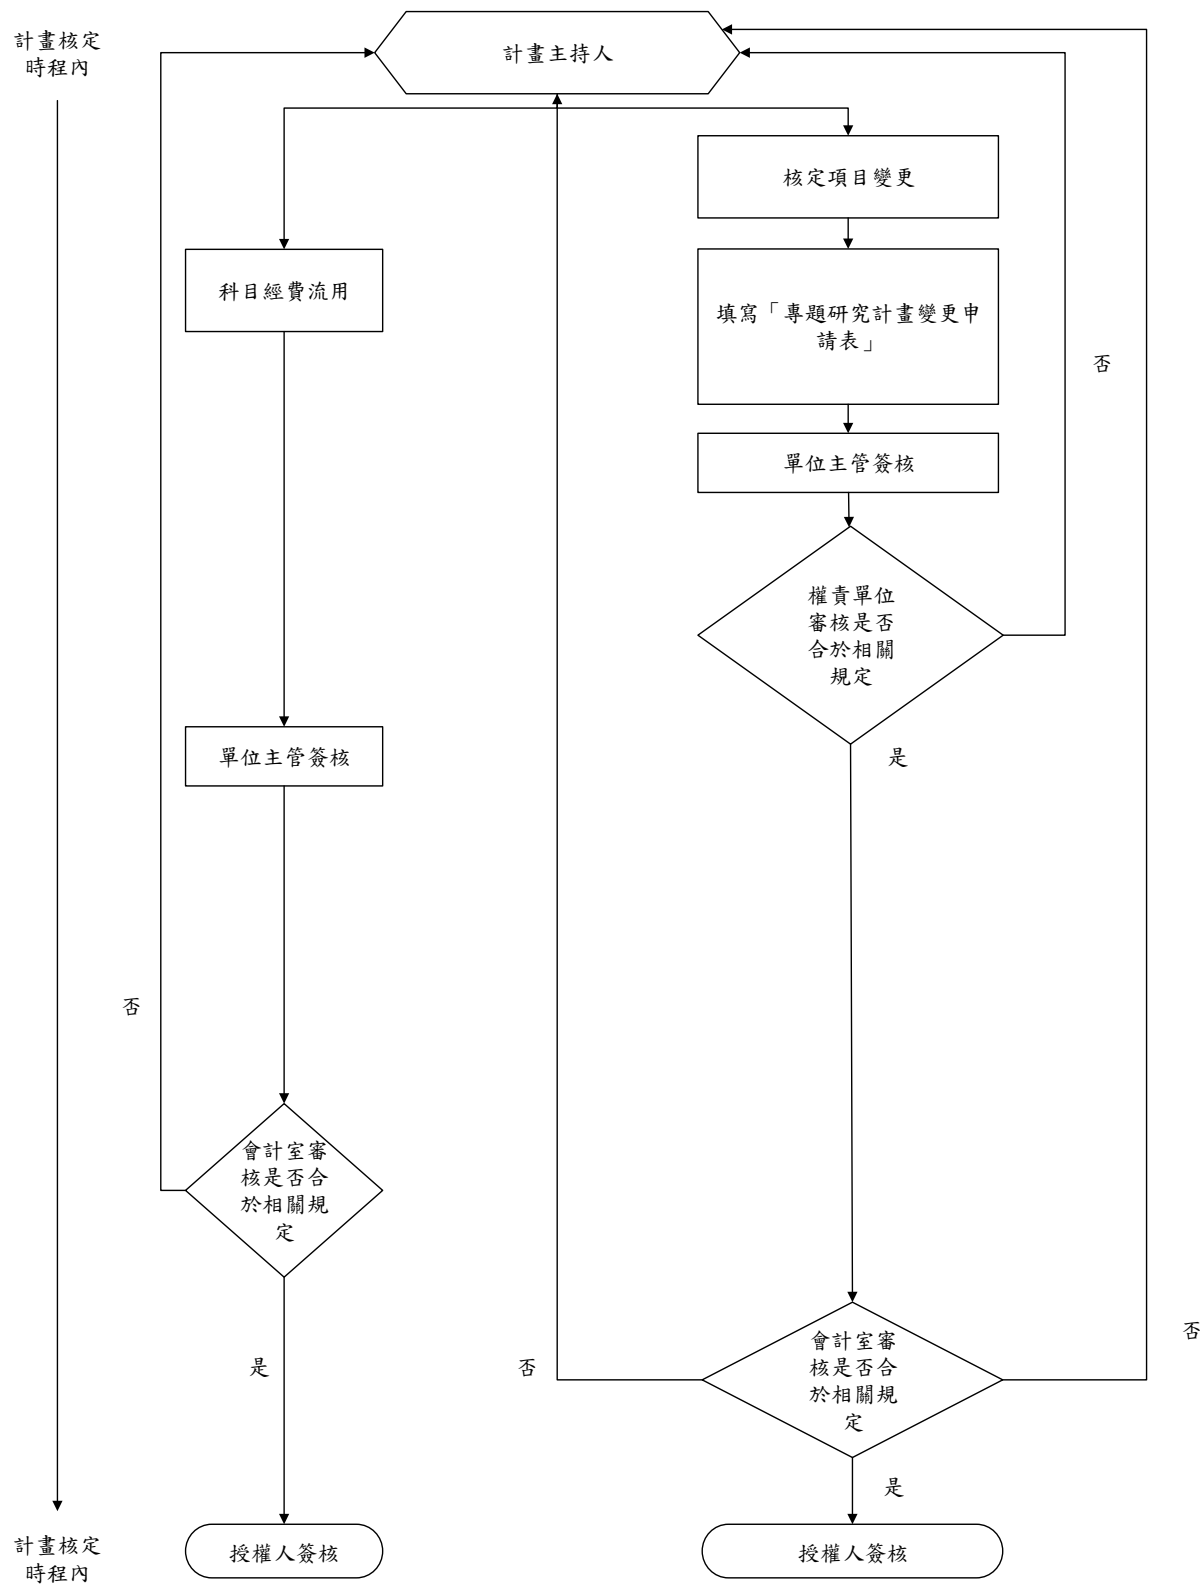 計畫核定
時程內
計畫主持人
核定項目變更
科目經費流用
填寫「專題研究計畫變更申
請表」
否
單位主管簽核
權責單位
審核是否
合於相關
規定
單位主管簽核
是
否
會計室審
核是否合
於相關規
定
是
否
會計室審
核是否合
於相關規
定
否
是
計畫核定
時程內
授權人簽核
授權人簽核